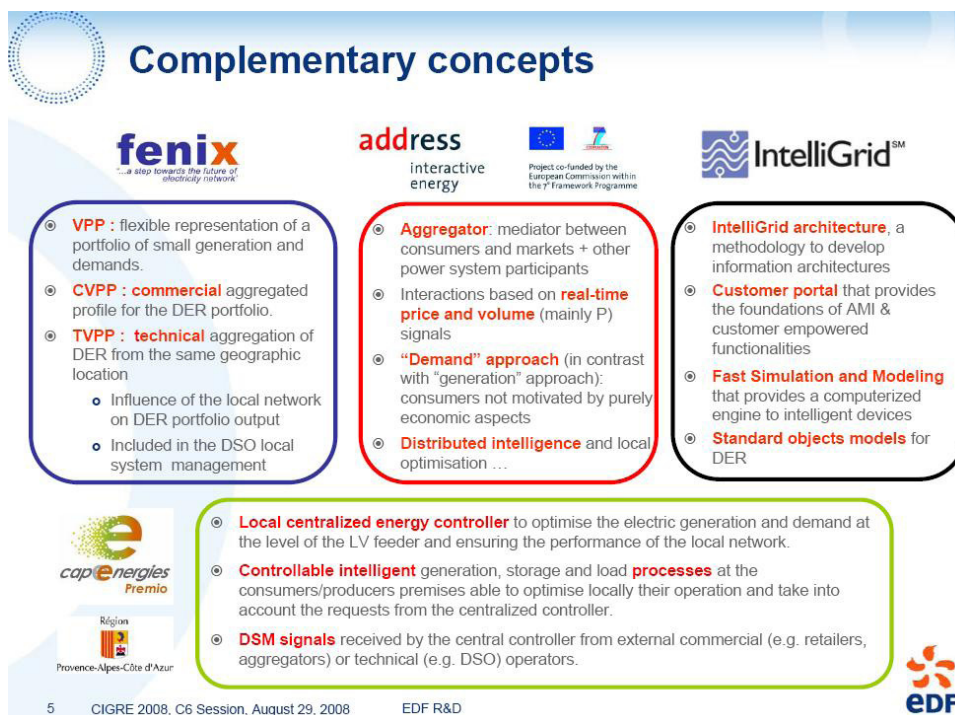 Complementary concepts
fenix
"...a step towards the future of
electricity network"
address
interactive
energy
Project co-funded by the
European Commission within
the 7th Framework Programme
IntelliGrid SM
VPP : flexible representation of a
portfolio of small generation and
demands.
CVPP : commercial aggregated
profile for the DER portfolio.
TVPP : technical aggregation of
DER from the same geographic
location
Influence of the local network
on DER portfolio output
Included in the DSO local
system management
Aggregator: mediator between
consumers and markets + other
power system participants
Interactions based on real-time
price and volume (mainly P)
signals
“Demand” approach (in contrast
with “generation” approach):
consumers not motivated by purely
economic aspects
Distributed intelligence and local
optimisation …
IntelliGrid architecture, a
methodology to develop
information architectures
Customer portal that provides
the foundations of AMI &
customer empowered
functionalities
Fast Simulation and Modeling
that provides a computerized
engine to intelligent devices
Standard objects models for
DER
capenergies
Premio
Région
Provence-Alpes-Côte d'Azur
Local centralized energy controller to optimise the electric generation and demand at
the level of the LV feeder and ensuring the performance of the local network.
Controllable intelligent generation, storage and load processes at the
consumers/producers premises able to optimise locally their operation and take into
account the requests from the centralized controller.
DSM signals received by the central controller from external commercial (e.g. retailers,
aggregators) or technical (e.g. DSO) operators.
5 CIGRE 2008, C6 Session, August 29, 2008 EDF R&D
eDF